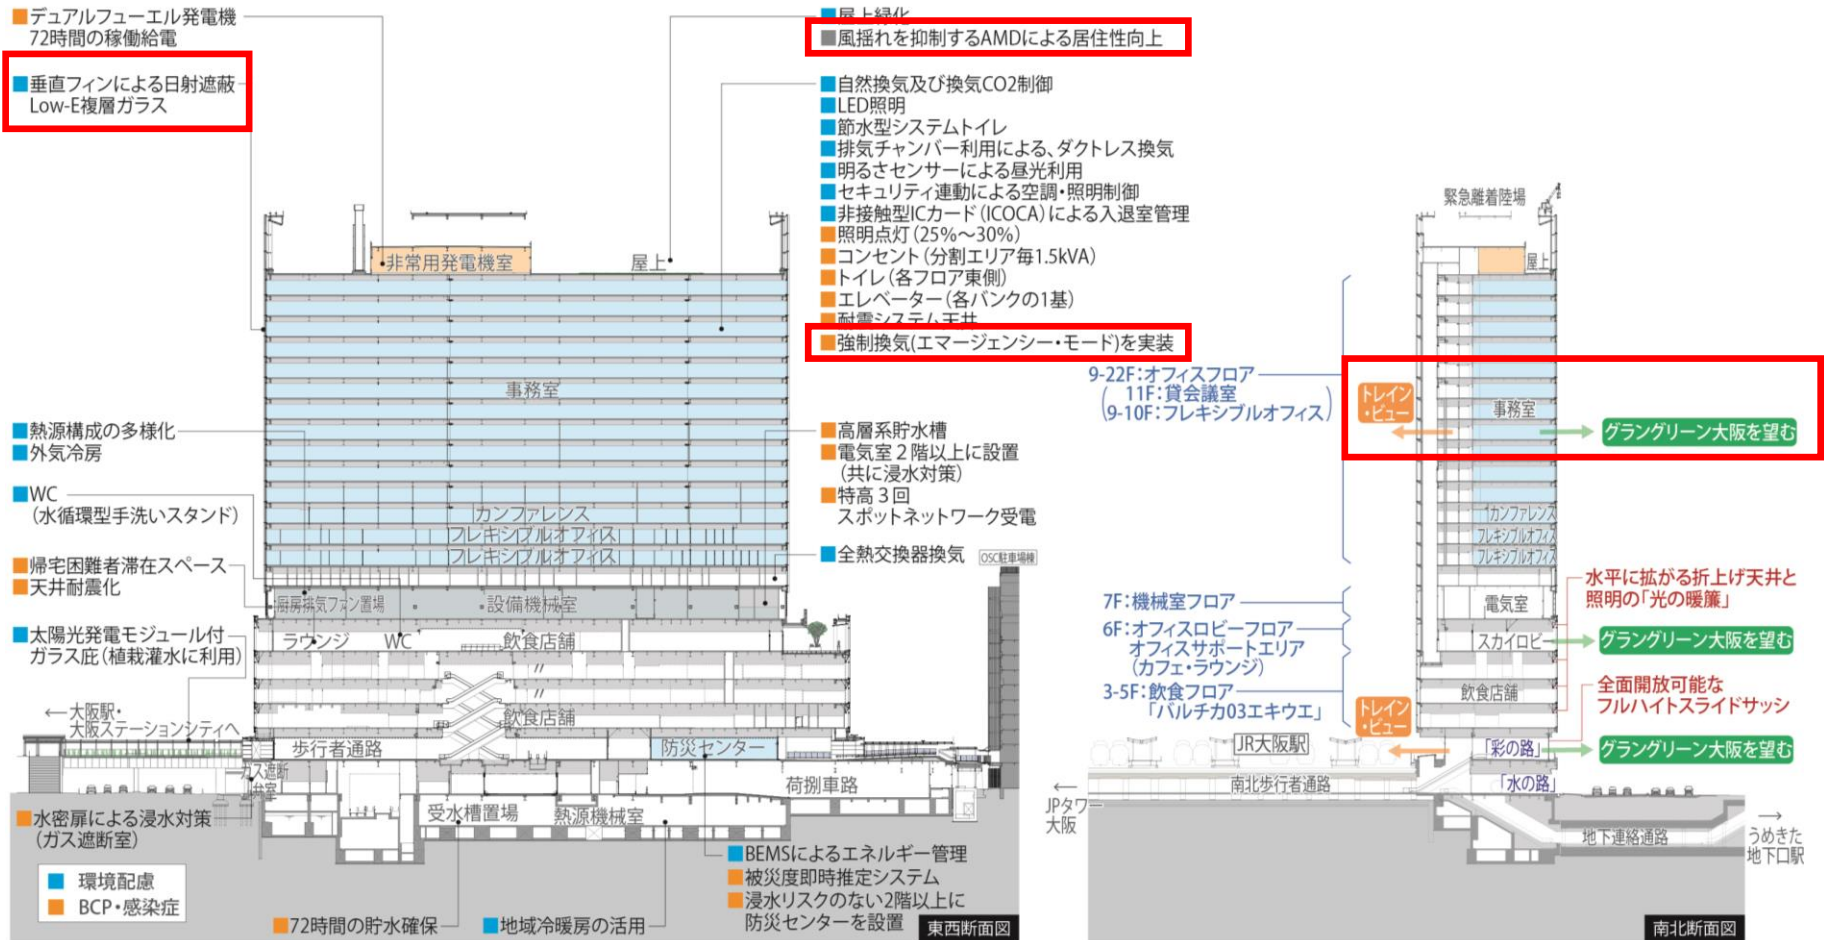 ■デュアルフューエル発電機
72時間の稼働給電
■垂直フィンによる日射遮蔽
Low-E複層ガラス
■屋上緑化
■風揺れを抑制するAMDによる居住性向上
■自然換気及び換気CO2制御
■LED照明
■節水型システムトイレ
■排気チャンバー利用による、ダクトレス換気
■明るさセンサーによる昼光利用
■セキュリティ連動による空調・照明制御
■非接触型ICカード(ICOCA)による入退室管理
■照明点灯(25%~30%)
■コンセント(分割エリア毎1.5kVA)
■トイレ(各フロア東側)
■エレベーター(各バンクの1基)
■耐震システム天井
■強制換気(エマージェンシー・モード)を実装
非常用発電機室
屋上
事務室
■熱源構成の多様化
■外気冷房
■WC
(水循環型手洗いスタンド)
■帰宅困難者滞在スペース
■天井耐震化
■太陽光発電モジュール付
ガラス庇(植栽灌水に利用)
■高層系貯水槽
■電気室2階以上に設置
(共に浸水対策)
■特高3回
スポットネットワーク受電
■全熱交換器換気
OSC駐車場棟
カンファレンス
フレキシブルオフィス
フレキシブルオフィス
厨房排気ファン置場
設備機械室
ラウンジ
WC
飲食店舗
〃
〃
飲食店舗
←大阪駅・
大阪ステーションシティへ
歩行者通路
防災センター
ガス遮断
弁室
荷捌車路
受水槽置場
熱源機械室
■水密扉による浸水対策
(ガス遮断室)
■環境配慮
■BCP・感染症
■72時間の貯水確保
■地域冷暖房の活用
■BEMSによるエネルギー管理
■被災度即時推定システム
■浸水リスクのない2階以上に
防災センターを設置
東西断面図
緊急離着陸場
屋上
9-22F:オフィスフロア
(11F:貸会議室
9-10F:フレキシブルオフィス)
トレイン
・ビュー
事務室
グラングリーン大阪を望む
カンファレンス
フレキシブルオフィス
フレキシブルオフィス
7F:機械室フロア
電気室
水平に拡がる折上げ天井と
照明の「光の暖簾」
6F:オフィスロビーフロア
オフィスサポートエリア
(カフェ・ラウンジ)
スカイロビー
グラングリーン大阪を望む
3-5F:飲食フロア
「バルチカ03エキウエ」
飲食店舗
全面開放可能な
フルハイトスライドサッシ
トレイン
・ビュー
JR大阪駅
「彩の路」
グラングリーン大阪を望む
南北歩行者通路
「水の路」
←
JPタワー
大阪
地下連絡通路
→
うめきた
地下口駅
南北断面図